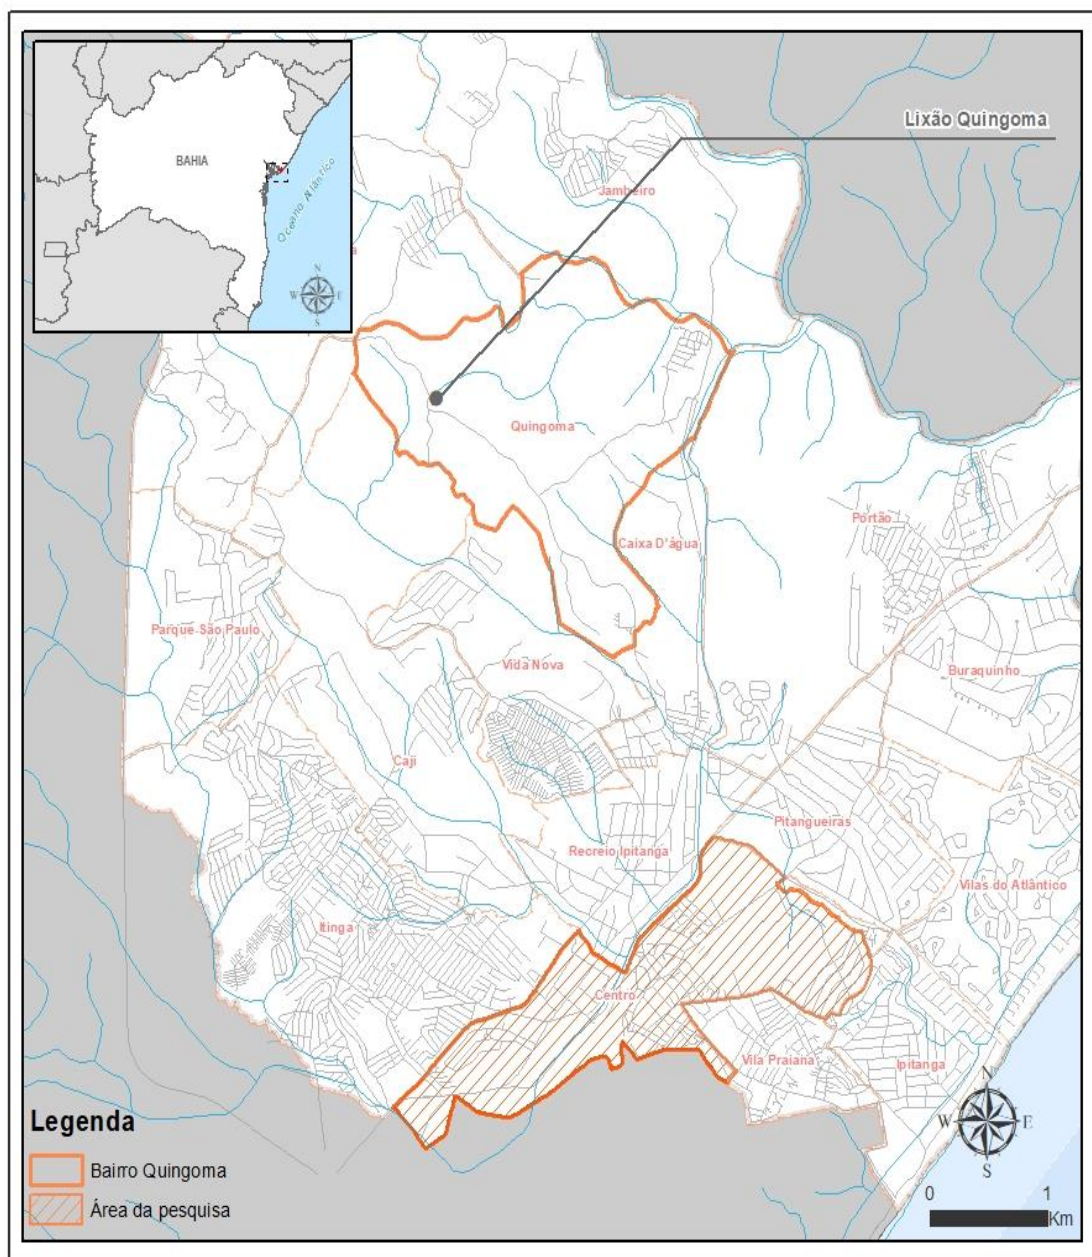 BAHIA
Oceano Atlântico
N
W E
S
Lixão Quingoma
Jambeiro
a
Quingoma
Caixa D'água
Portão
Parque São Paulo
Vida Nova
Buraquinho
Caji
Pitangueiras
Recreio Ipitanga
Vilas do Atlântico
Itinga
Centro
Vila Praiana
Ipitanga
N
W E
S
Legenda
Bairro Quingoma
Área da pesquisa
0 1
Km